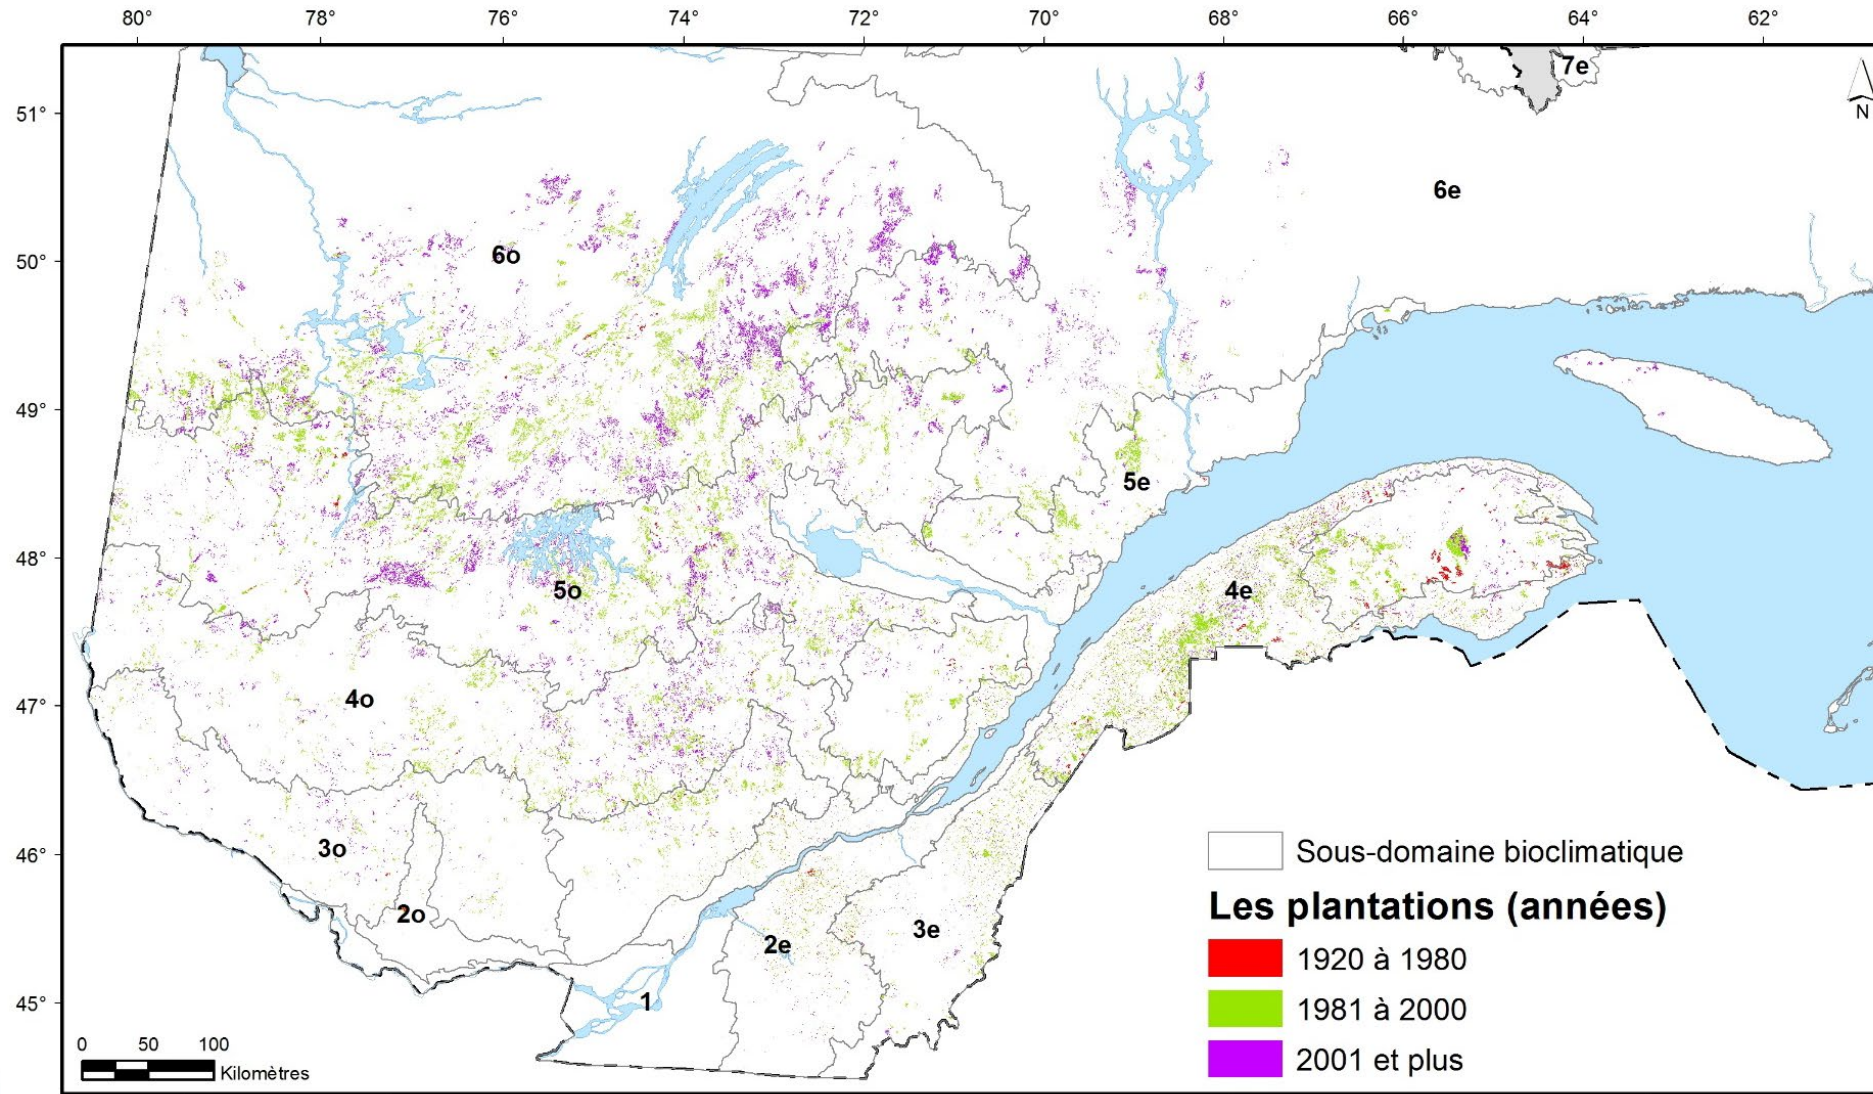 80° 78° 76° 74° 72° 70° 68° 66° 64° 62°
7e
51°
N
6e
50°
6o
49°
5e
48°
5o
4e
47°
4o
46°
3o
Sous-domaine bioclimatique
2o
Les plantations (années)
3e
2e
1920 à 1980
45°
1
1981 à 2000
0 50 100
Kilomètres
2001 et plus